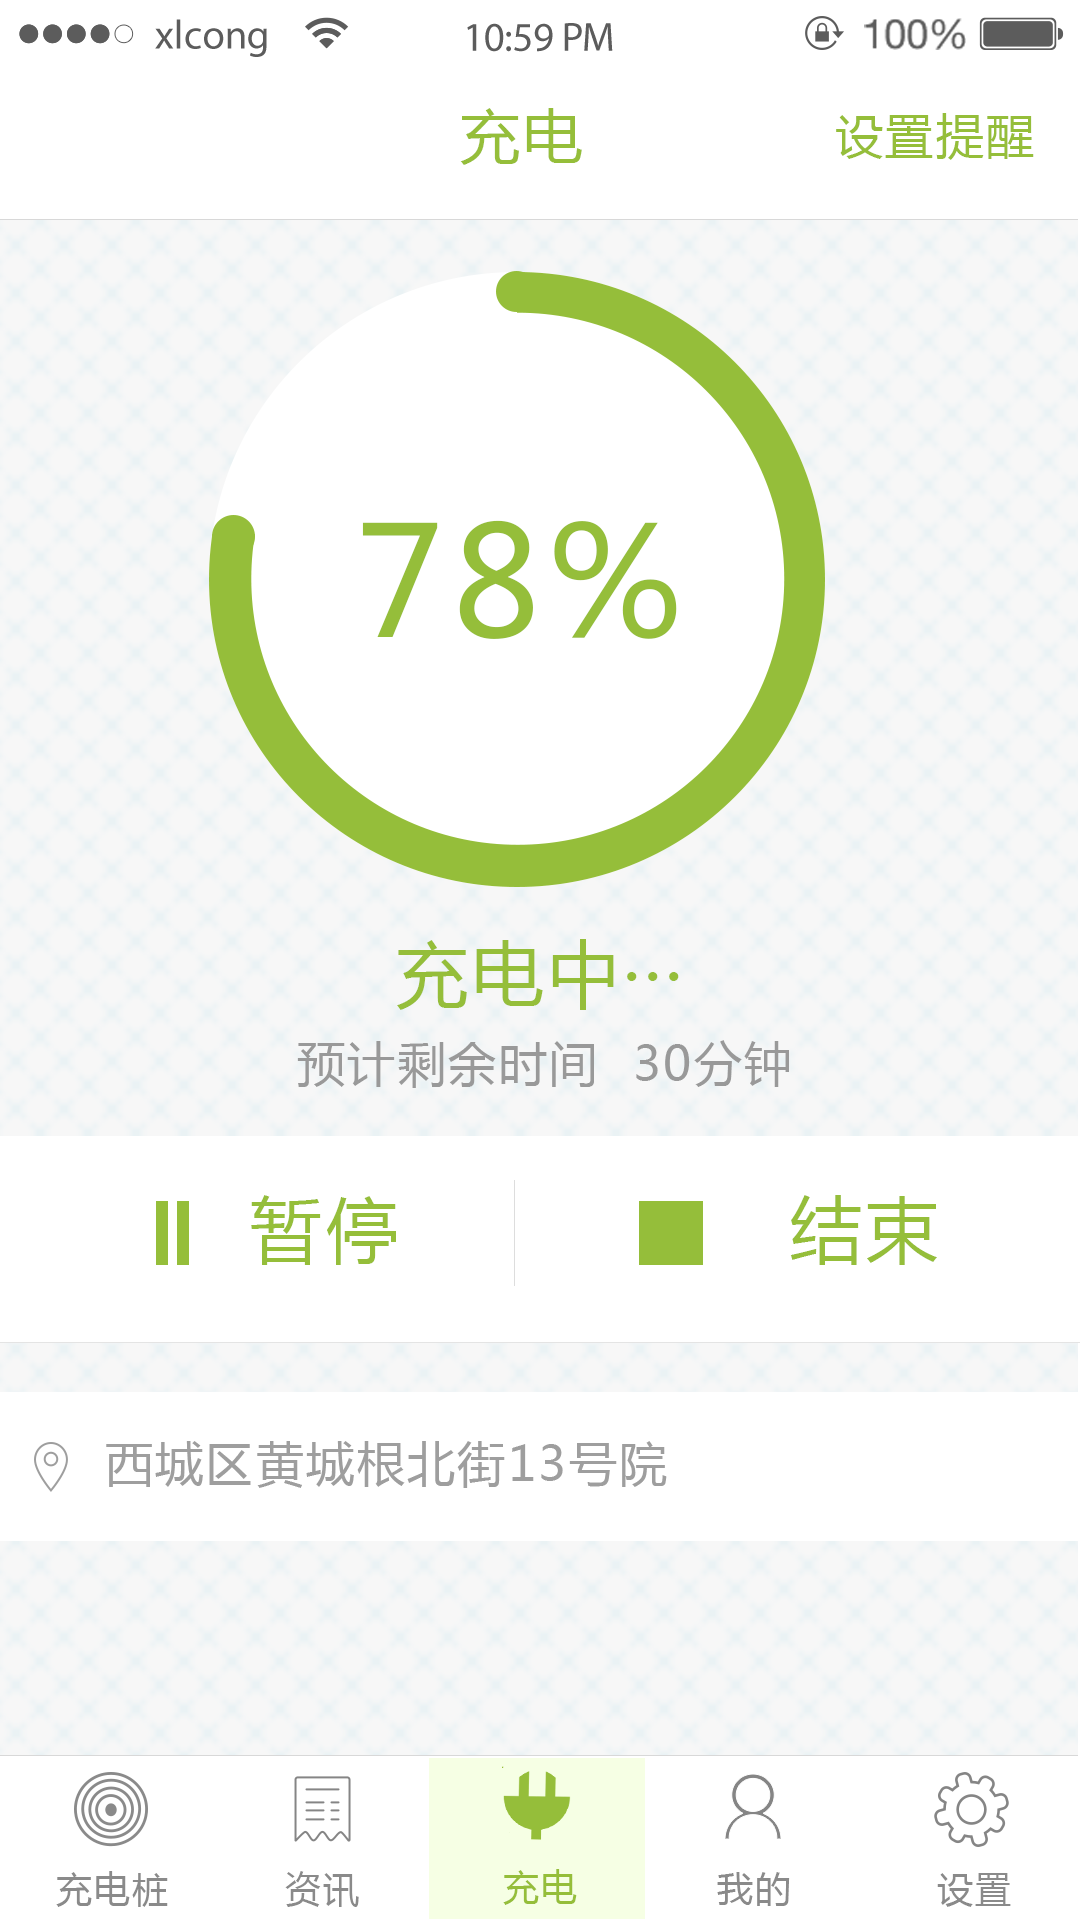 xlcong 10:59 PM 100%
充电 设置提醒
78%
充电中…
预计剩余时间 30分钟
暂停 结束
西城区黄城根北街13号院
充电桩 资讯 充电 我的 设置